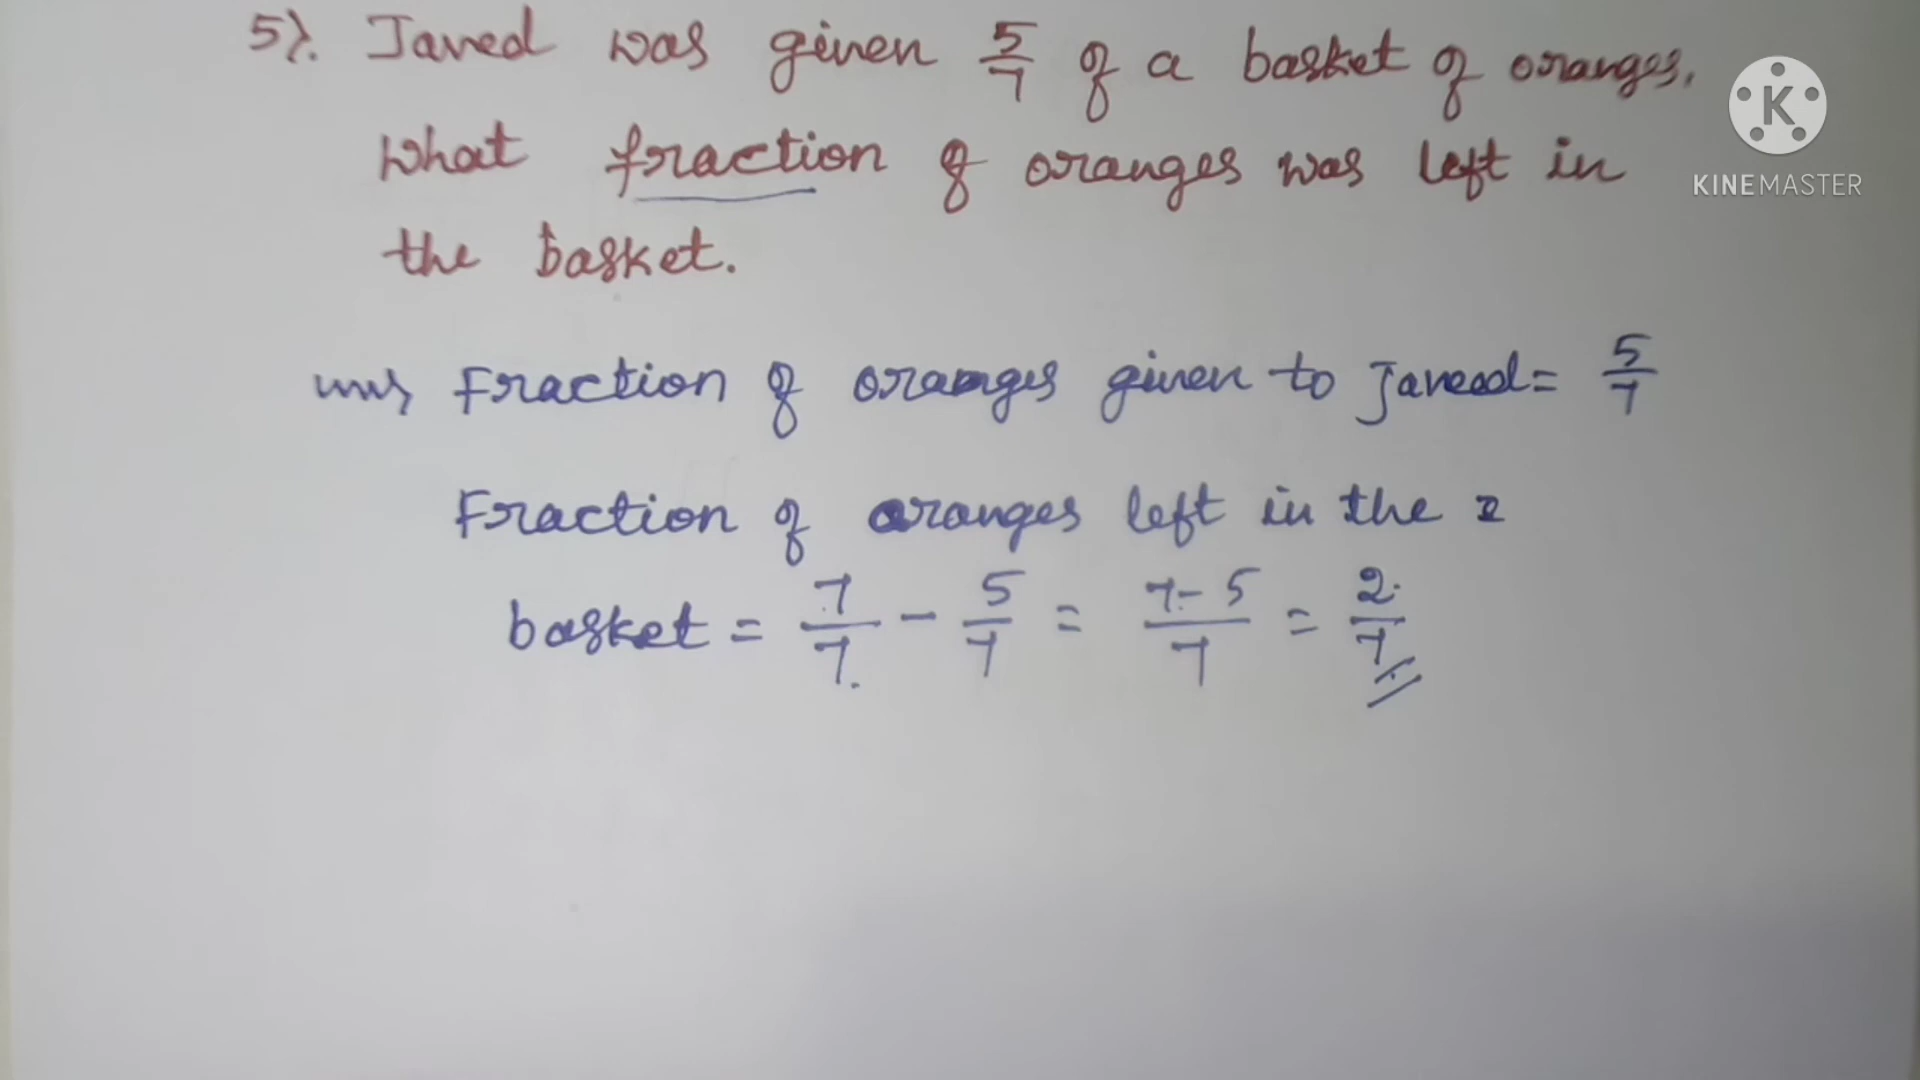 5). Javed was given 5/7 of a basket of oranges.
What fraction of oranges was left in
the basket.
K
KINEMASTER
Fraction of oranges given to Javed = 5/7
Fraction of oranges left in the
basket = 7/7 - 5/7 = 7-5/7 = 2/7